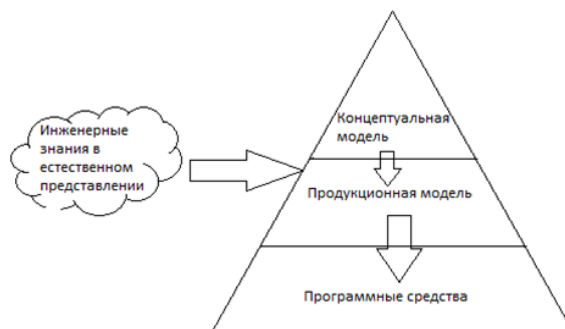 Инженерные
знания в
естественном
представлении
Концептуальная
модель
Продукционная модель
Программные средства